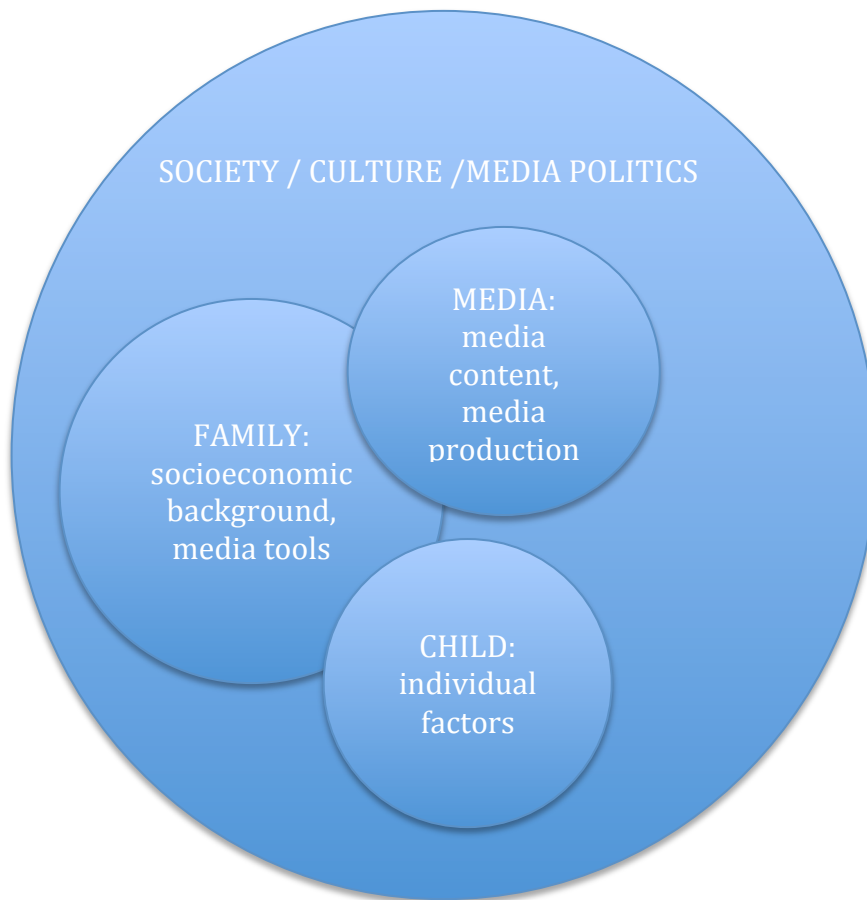 SOCIETY / CULTURE /MEDIA POLITICS
MEDIA:
media
content,
media
production
FAMILY:
socioeconomic
background,
media tools
CHILD:
individual
factors